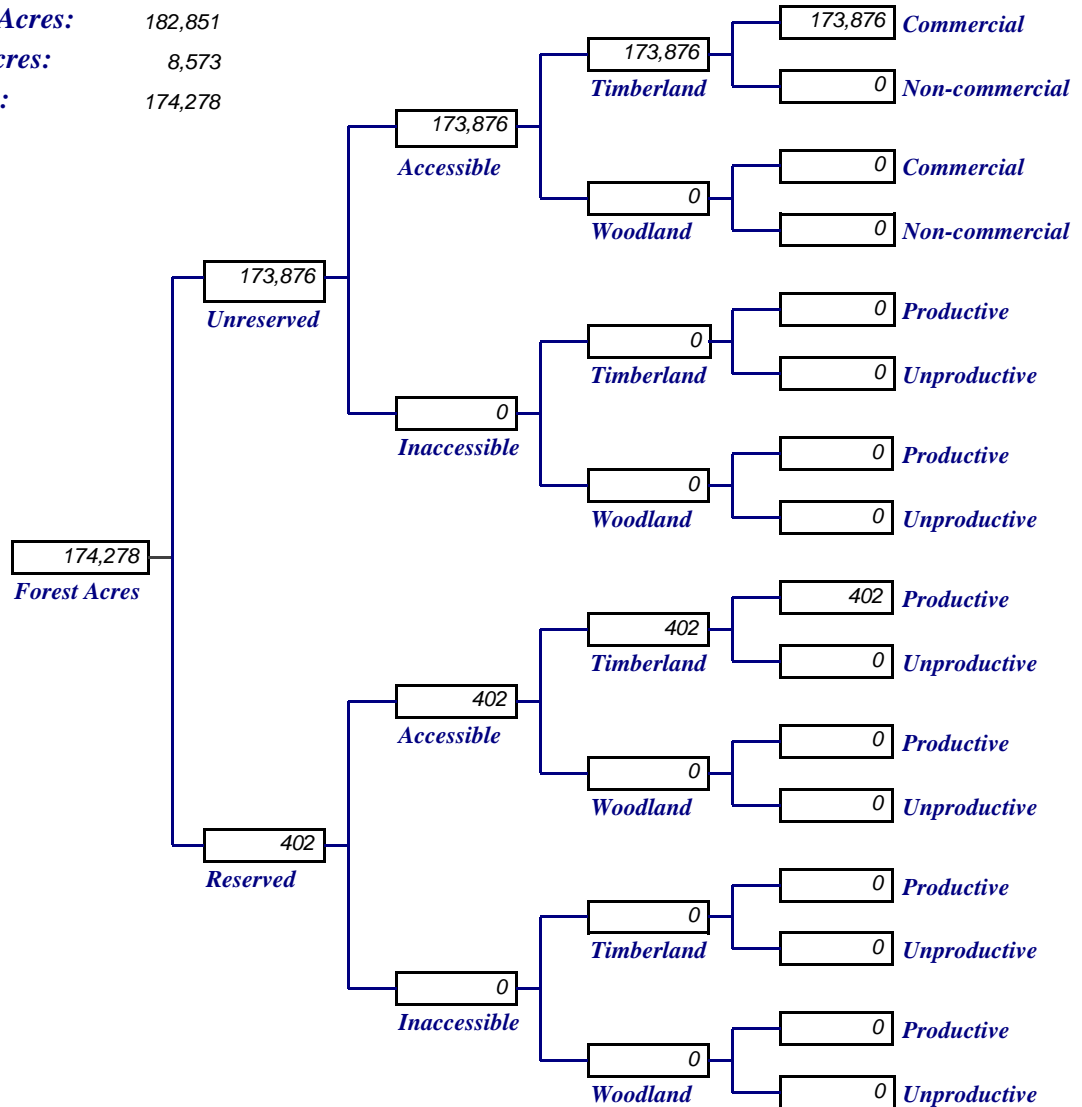 Acres: 182,851
8,573
174,278
173,876 Commercial
173,876
Timberland
0 Non-commercial
173,876
Accessible
0 Commercial
0
Woodland
0 Non-commercial
173,876
Unreserved
0 Productive
0
Timberland
0 Unproductive
0
Inaccessible
0 Productive
0
Woodland
0 Unproductive
174,278
Forest Acres
402 Productive
402
Timberland
0 Unproductive
402
Accessible
0 Productive
0
Woodland
0 Unproductive
402
Reserved
0 Productive
0
Timberland
0 Unproductive
0
Inaccessible
0 Productive
0
Woodland
0 Unproductive